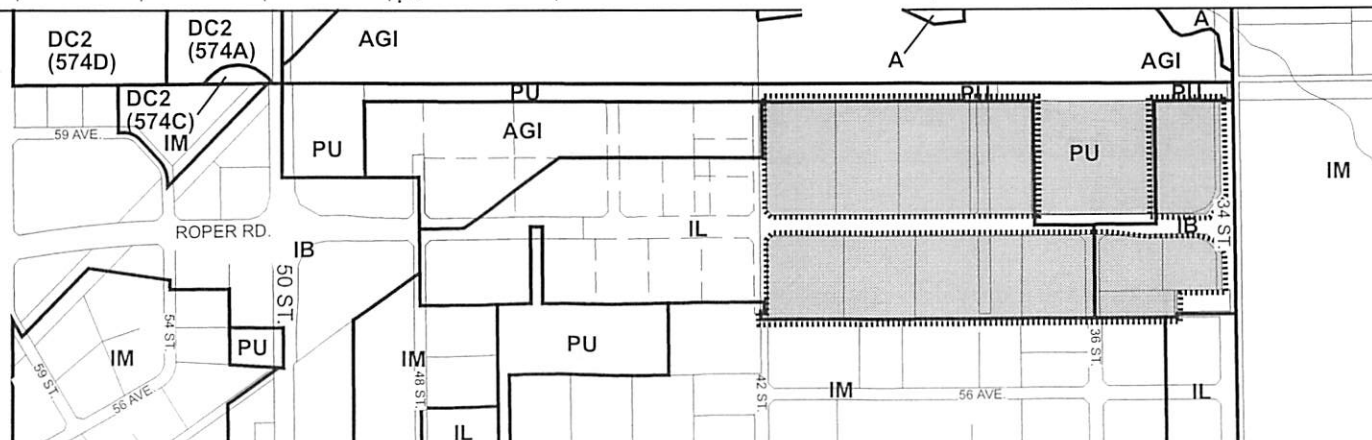 DC2
(574D)
DC2
(574A)
AGI
A
A
AGI
DC2
(574C)
IM
59 AVE.
PU
PU
PU
AGI
PU
PU
IM
ROPER RD.
IB
IL
IB
34 ST.
50 ST.
54 ST.
IM
PU
59 ST.
56 AVE.
IM
48 ST.
PU
42 ST.
IM
56 AVE.
36 ST.
IL
IL